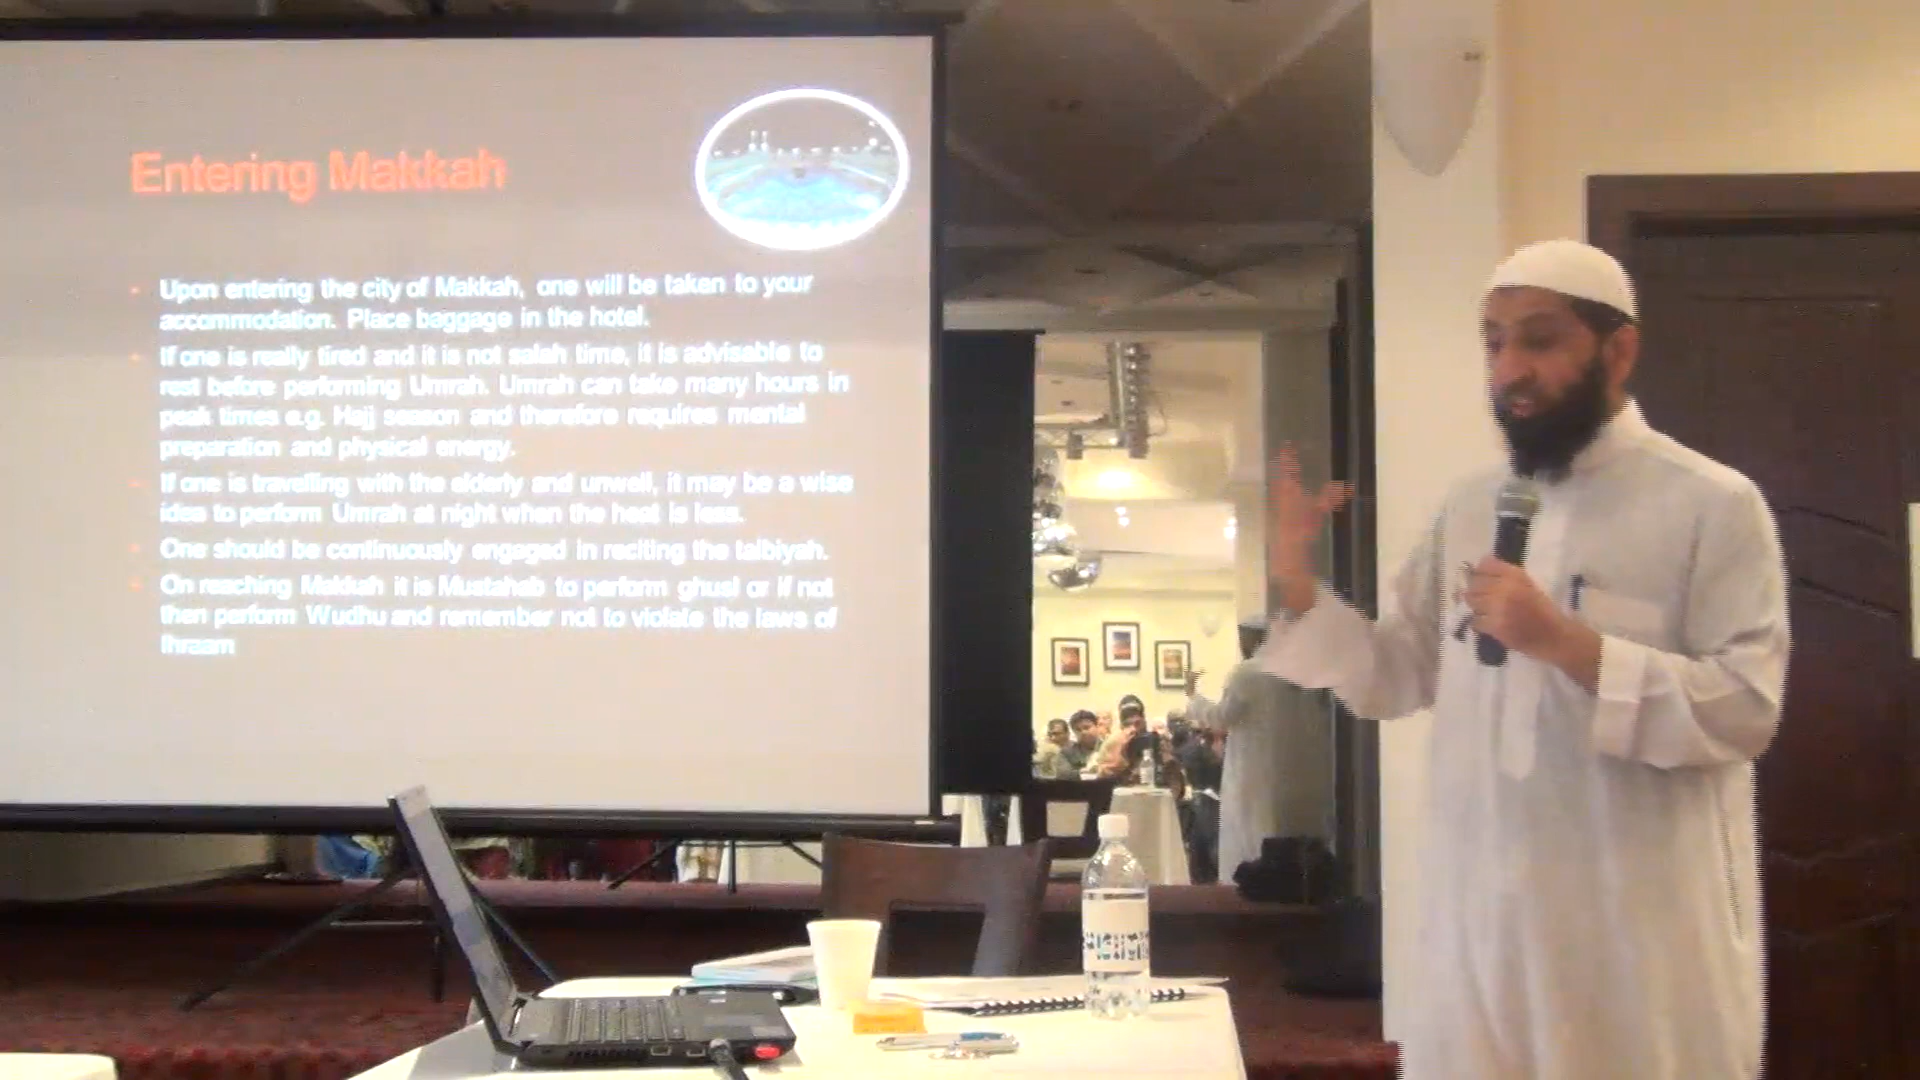 Entering Makkah
Upon entering the city of Makkah, one will be taken to your
accommodation. Place baggage in the hotel.
If one is really tired and it is not salah time, it is advisable to
rest before performing Umrah. Umrah can take many hours in
peak times e.g. Hajj season and therefore requires mental
preparation and physical energy.
If one is travelling with the elderly and unwell, it may be a wise
idea to perform Umrah at night when the heat is less.
One should be continuously engaged in reciting the talbiyah.
On reaching Makkah it is Mustahab to perform ghusl or if not
then perform Wudhu and remember not to violate the laws of
Ihraam